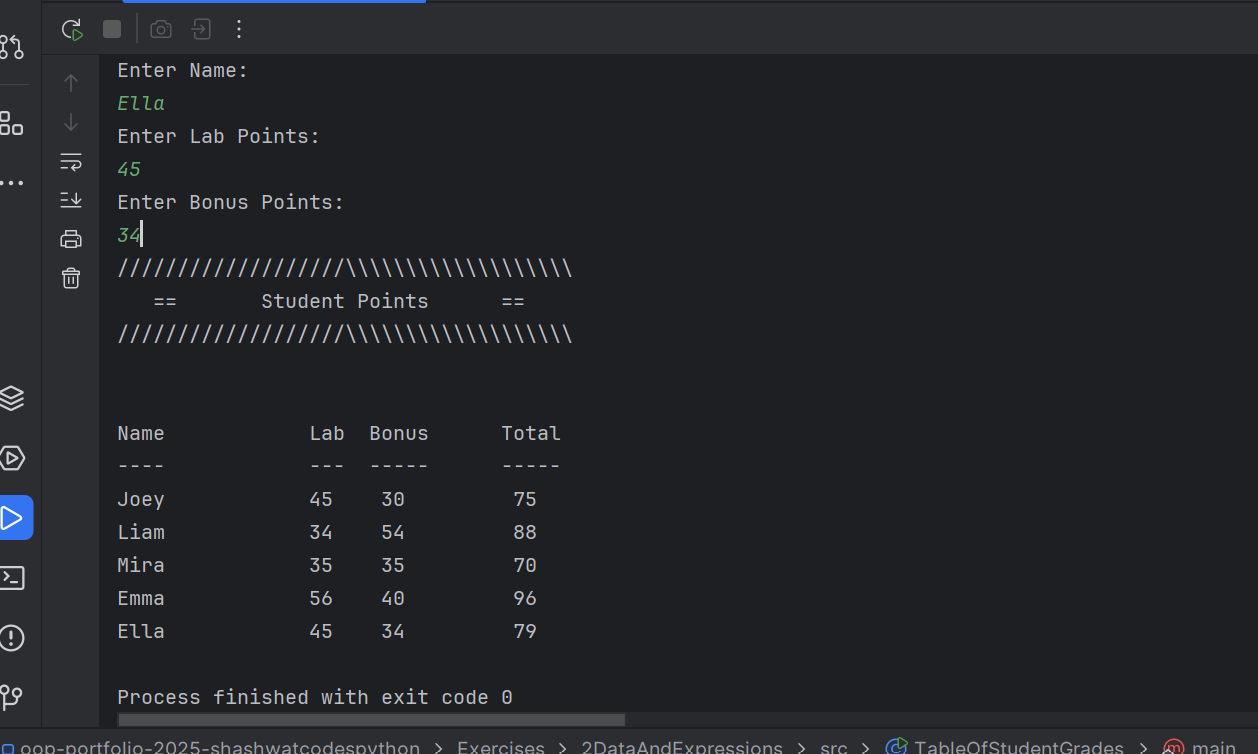 Enter Name:
Ella
Enter Lab Points:
45
Enter Bonus Points:
34
///////////////////\\\\\\\\\\\\\\\\\\\
== Student Points ==
///////////////////\\\\\\\\\\\\\\\\\\\
Name Lab Bonus Total
---- --- ----- -----
Joey 45 30 75
Liam 34 54 88
Mira 35 35 70
Emma 56 40 96
Ella 45 34 79
Process finished with exit code 0
oop-portfolio-2025-shashwatcodespython > Exercises > 2DataAndExpressions > src > TableOfStudentGrades > main